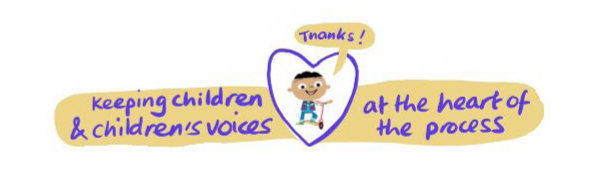 Thanks!
Keeping children
& children's voices
at the heart of
the process